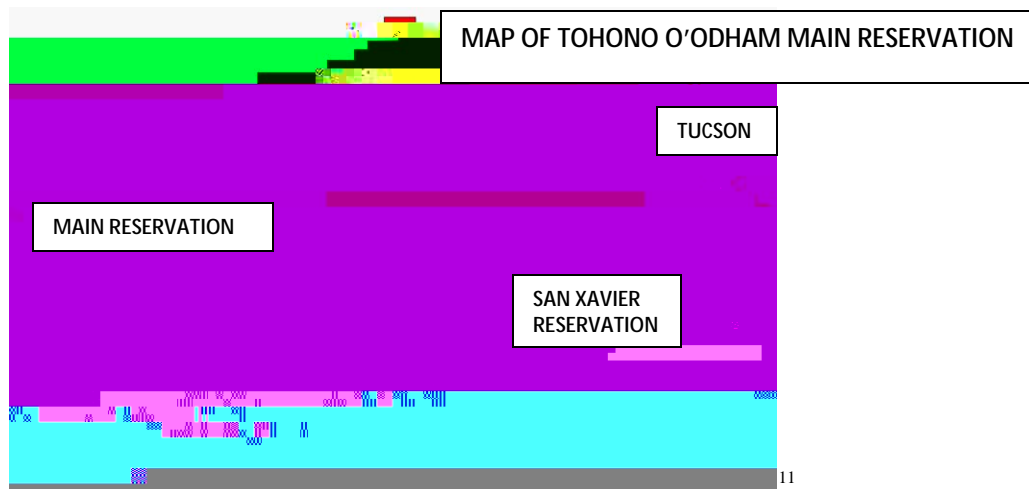 MAP OF TOHONO O'ODHAM MAIN RESERVATION
TUCSON
MAIN RESERVATION
SAN XAVIER
RESERVATION
11